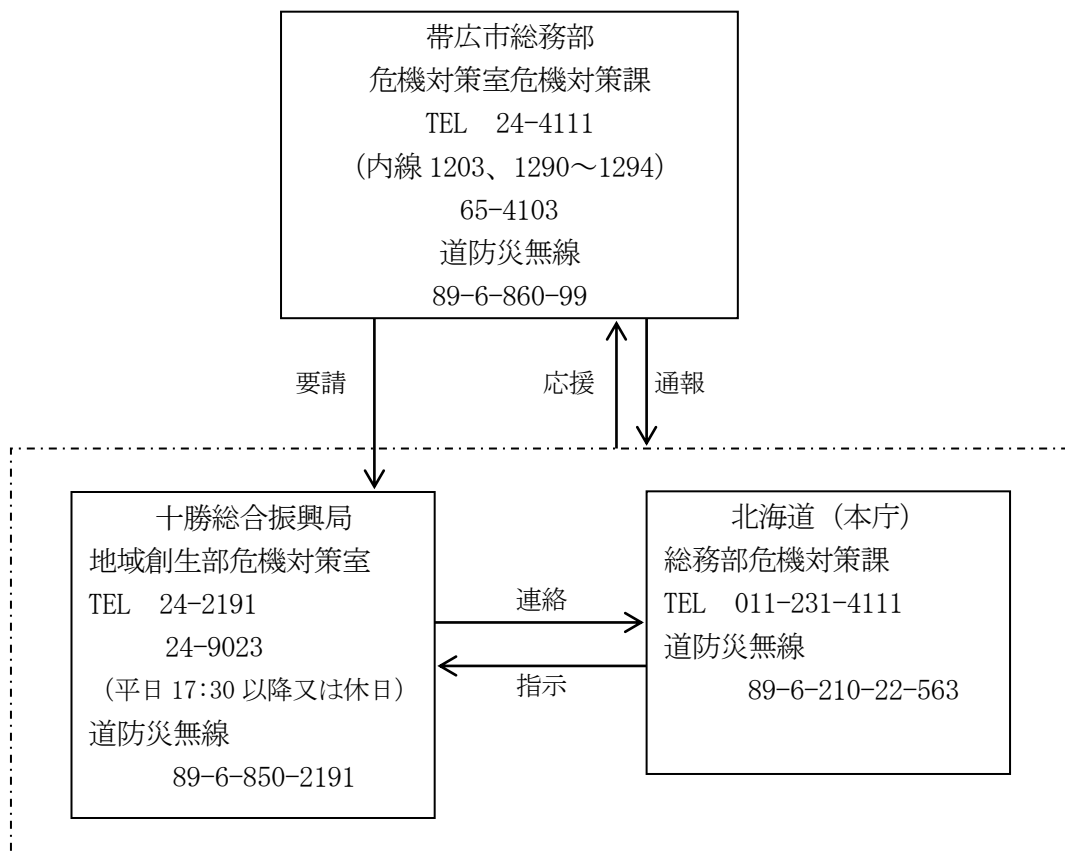 帯広市総務部
危機対策室危機対策課
TEL　24-4111
（内線 1203、1290～1294）
65-4103
道防災無線
89-6-860-99
要請
応援
通報
十勝総合振興局
地域創生部危機対策室
TEL　24-2191
24-9023
（平日 17:30 以降又は休日）
道防災無線
89-6-850-2191
連絡
指示
北海道（本庁）
総務部危機対策課
TEL　011-231-4111
道防災無線
89-6-210-22-563